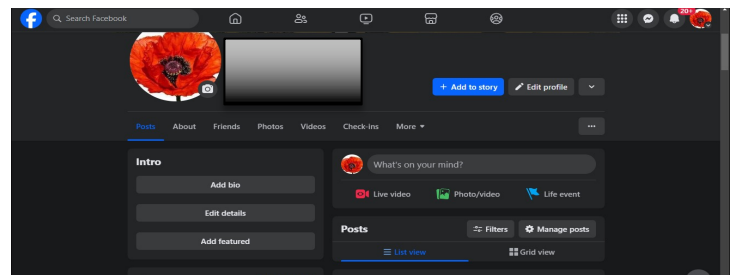 Search Facebook
20+
+ Add to story
Edit profile
Posts About Friends Photos Videos Check-ins More
Intro
Add bio
Edit details
Add featured
What's on your mind?
Live video Photo/video Life event
Posts
Filters
Manage posts
List view
Grid view